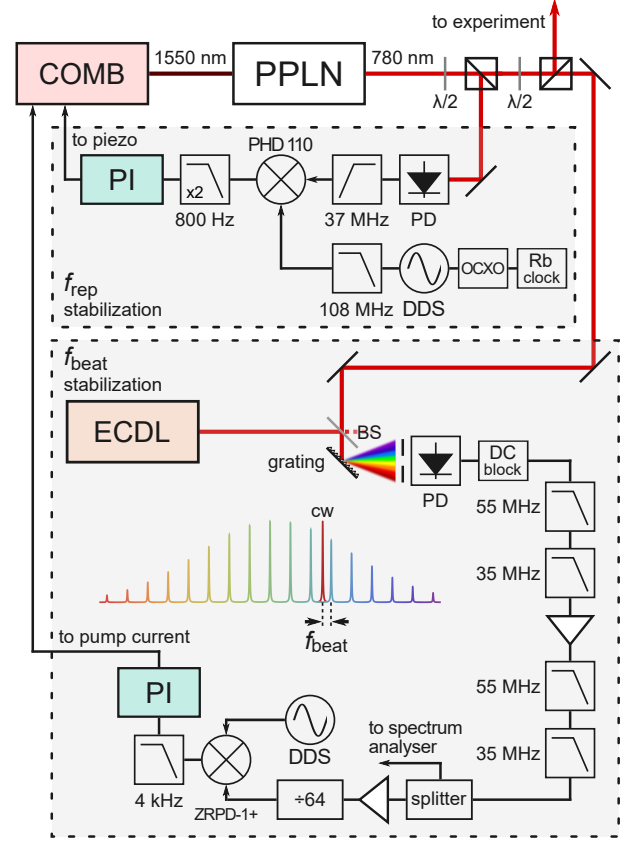 to experiment
COMB
1550 nm
PPLN
780 nm
λ/2
λ/2
to piezo
PHD 110
PI
x2
800 Hz
37 MHz
PD
108 MHz
DDS
OCXO
Rb
clock
frep
stabilization
fbeat
stabilization
ECDL
BS
grating
PD
DC
block
55 MHz
35 MHz
cw
fbeat
to pump current
PI
4 kHz
DDS
ZRPD-1+
÷64
to spectrum
analyser
splitter
55 MHz
35 MHz